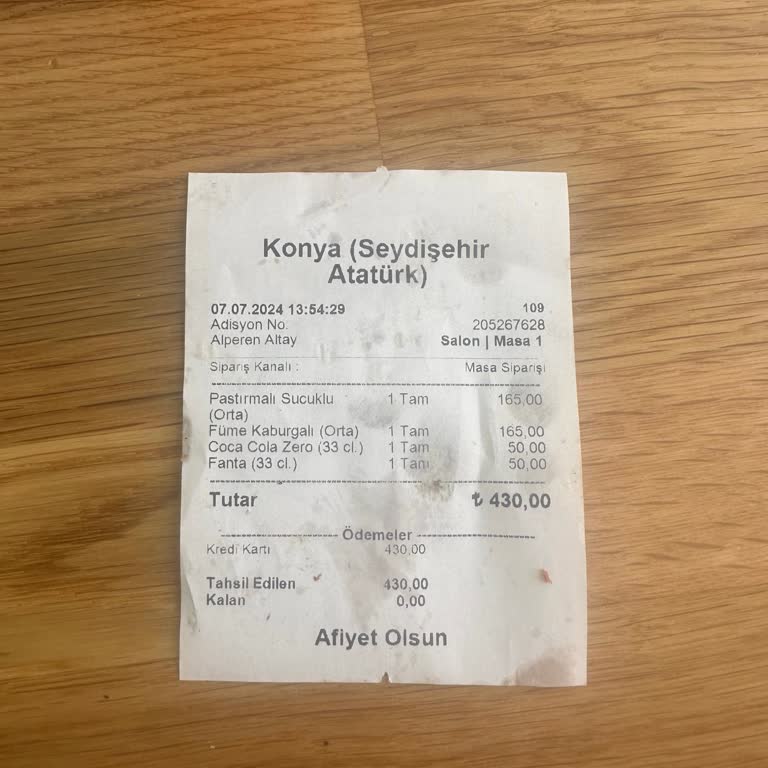 Konya (Seydişehir
Atatürk)
07.07.2024 13:54:29 109
Adisyon No. 205267628
Alperen Altay Salon | Masa 1
Sipariş Kanalı : Masa Siparişi
Pastırmalı Sucuklu 1 Tam 165,00
(Orta)
Füme Kaburgalı (Orta) 1 Tam 165,00
Coca Cola Zero (33 cl.) 1 Tam 50,00
Fanta (33 cl.) 1 Tam 50,00
Tutar ₺ 430,00
Ödemeler
Kredi Kartı 430,00
Tahsil Edilen 430,00
Kalan 0,00
Afiyet Olsun